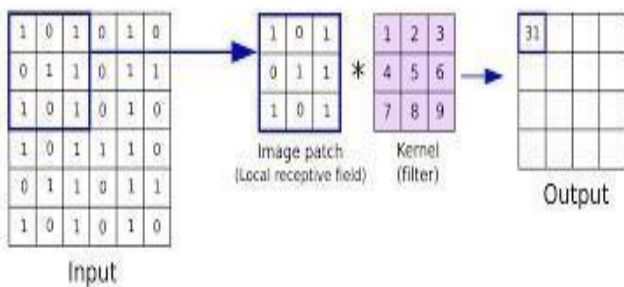 1 0 1 0 1 0
0 1 1 0 1 1
1 0 1 0 1 0
1 0 1 1 1 0
0 1 1 0 1 1
1 0 1 0 1 0
Input
1 0 1
0 1 1
1 0 1
Image patch
(Local receptive field)
*
1 2 3
4 5 6
7 8 9
Kernel
(filter)
31
Output